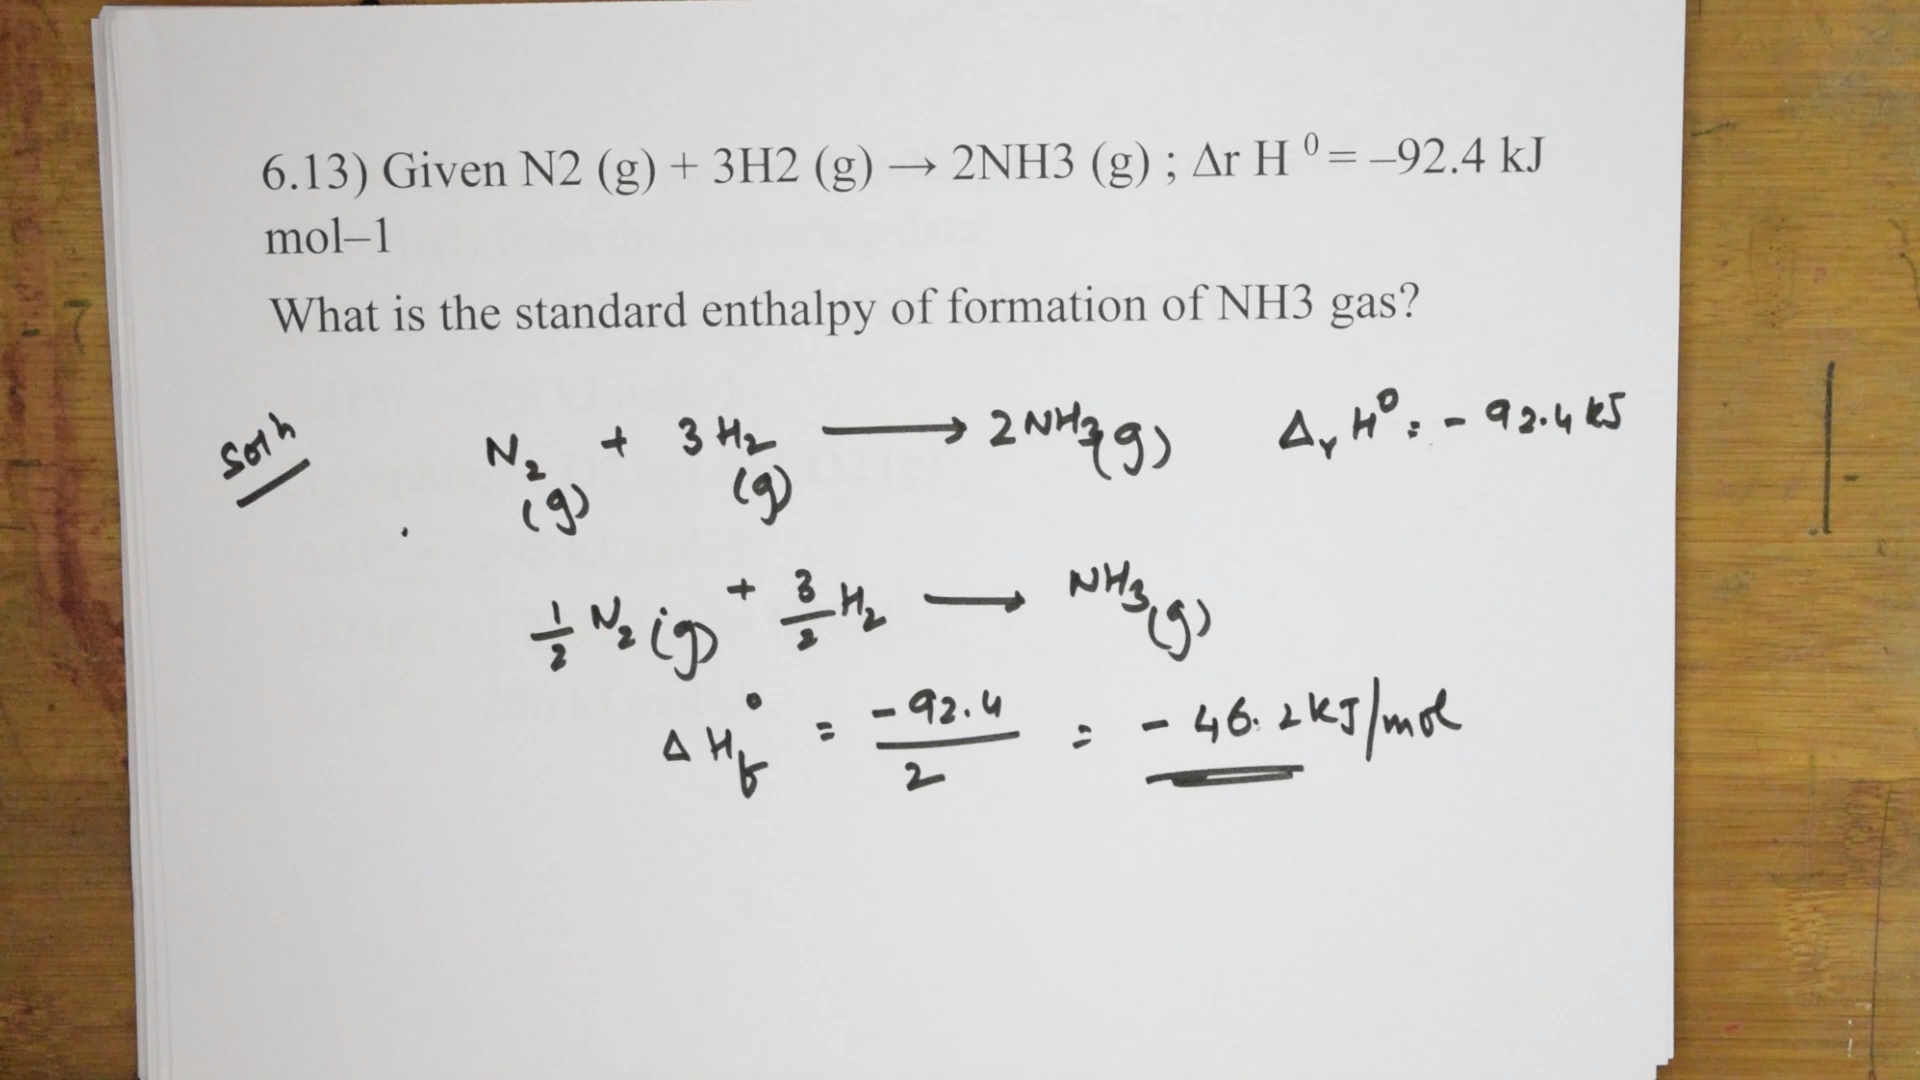 6.13) Given N2 (g) + 3H2 (g) → 2NH3 (g) ; Δr H ⁰ = –92.4 kJ
mol–1
What is the standard enthalpy of formation of NH3 gas?
Solⁿ N₂(g) + 3H₂(g) → 2NH₃(g) ΔᵣH⁰ = -92.4 kJ
1/2 N₂(g) + 3/2 H₂ → NH₃(g)
ΔH°f = -92.4/2 = -46.2 kJ/mol